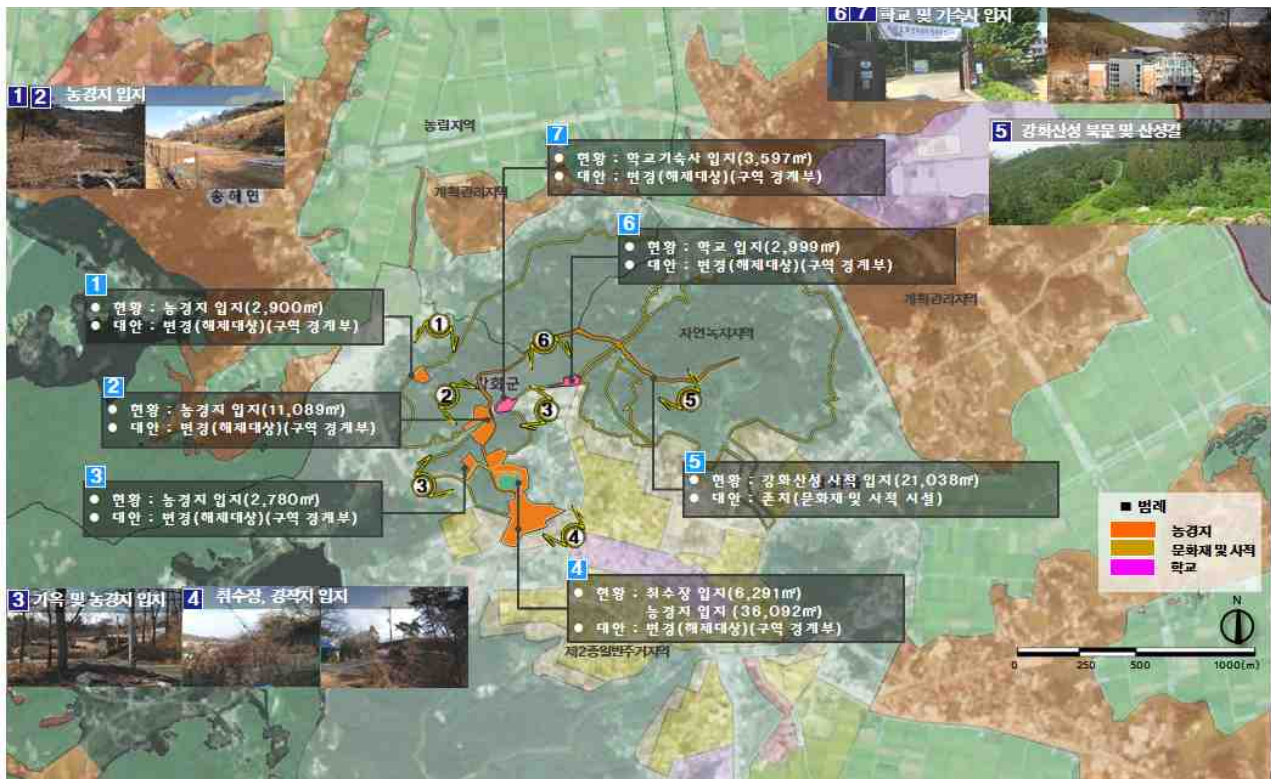 6 7 학교 및 기숙사 입지
1 2 농경지 입지
5 강화산성 북문 및 산성길
농림지역
송해면
계획관리지역
7
현황 : 학교기숙사 입지(3,597㎡)
대안 : 변경(해제대상)(구역 경계부)
6
현황 : 학교 입지(2,999㎡)
대안 : 변경(해제대상)(구역 경계부)
1
현황 : 농경지 입지(2,900㎡)
대안 : 변경(해제대상)(구역 경계부)
계획관리지역
자연녹지지역
강화군
① ⑥ ② ③ ⑤ ③ ④
2
현황 : 농경지 입지(11,089㎡)
대안 : 변경(해제대상)(구역 경계부)
3
현황 : 농경지 입지(2,780㎡)
대안 : 변경(해제대상)(구역 경계부)
5
현황 : 강화산성 사적 입지(21,038㎡)
대안 : 존치(문화재 및 사적 시설)
■ 범례
농경지
문화재 및 사적
학교
4
현황 : 취수장 입지(6,291㎡)
농경지 입지(36,092㎡)
대안 : 변경(해제대상)(구역 경계부)
3 가옥 및 농경지 입지
4 취수장, 경작지 입지
제2종일반주거지역
N
0 250 500 1000(m)